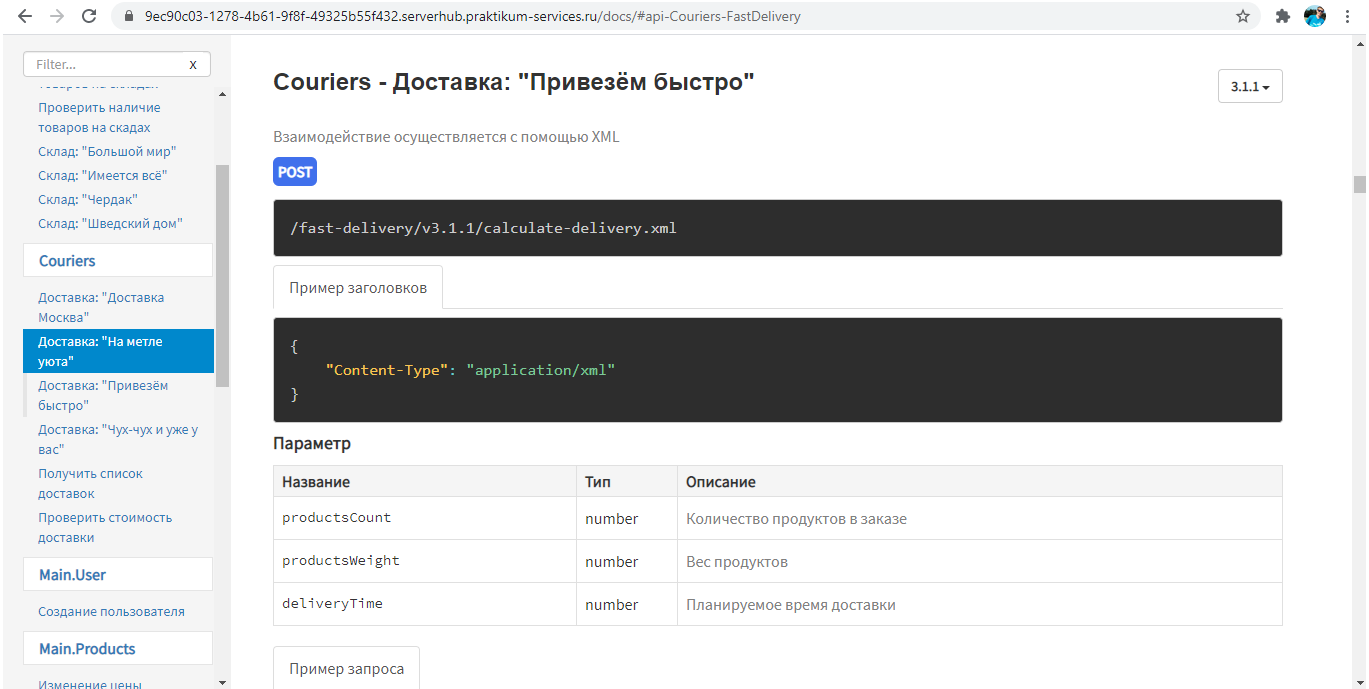 9ec90c03-1278-4b61-9f8f-49325b55f432.serverhub.praktikum-services.ru/docs/#api-Couriers-FastDelivery
Filter...
x
товаров на складах
Проверить наличие
товаров на скадах
Склад: "Большой мир"
Склад: "Имеется всё"
Склад: "Чердак"
Склад: "Шведский дом"
Couriers
Доставка: "Доставка
Москва"
Доставка: "На метле
уюта"
Доставка: "Привезём
быстро"
Доставка: "Чух-чух и уже у
вас"
Получить список
доставок
Проверить стоимость
доставки
Main.User
Создание пользователя
Main.Products
Изменение цены
Couriers - Доставка: "Привезём быстро"
3.1.1
Взаимодействие осуществляется с помощью XML
POST
/fast-delivery/v3.1.1/calculate-delivery.xml
Пример заголовков
{
"Content-Type": "application/xml"
}
Параметр
Название Тип Описание
productsCount number Количество продуктов в заказе
productsWeight number Вес продуктов
deliveryTime number Планируемое время доставки
Пример запроса